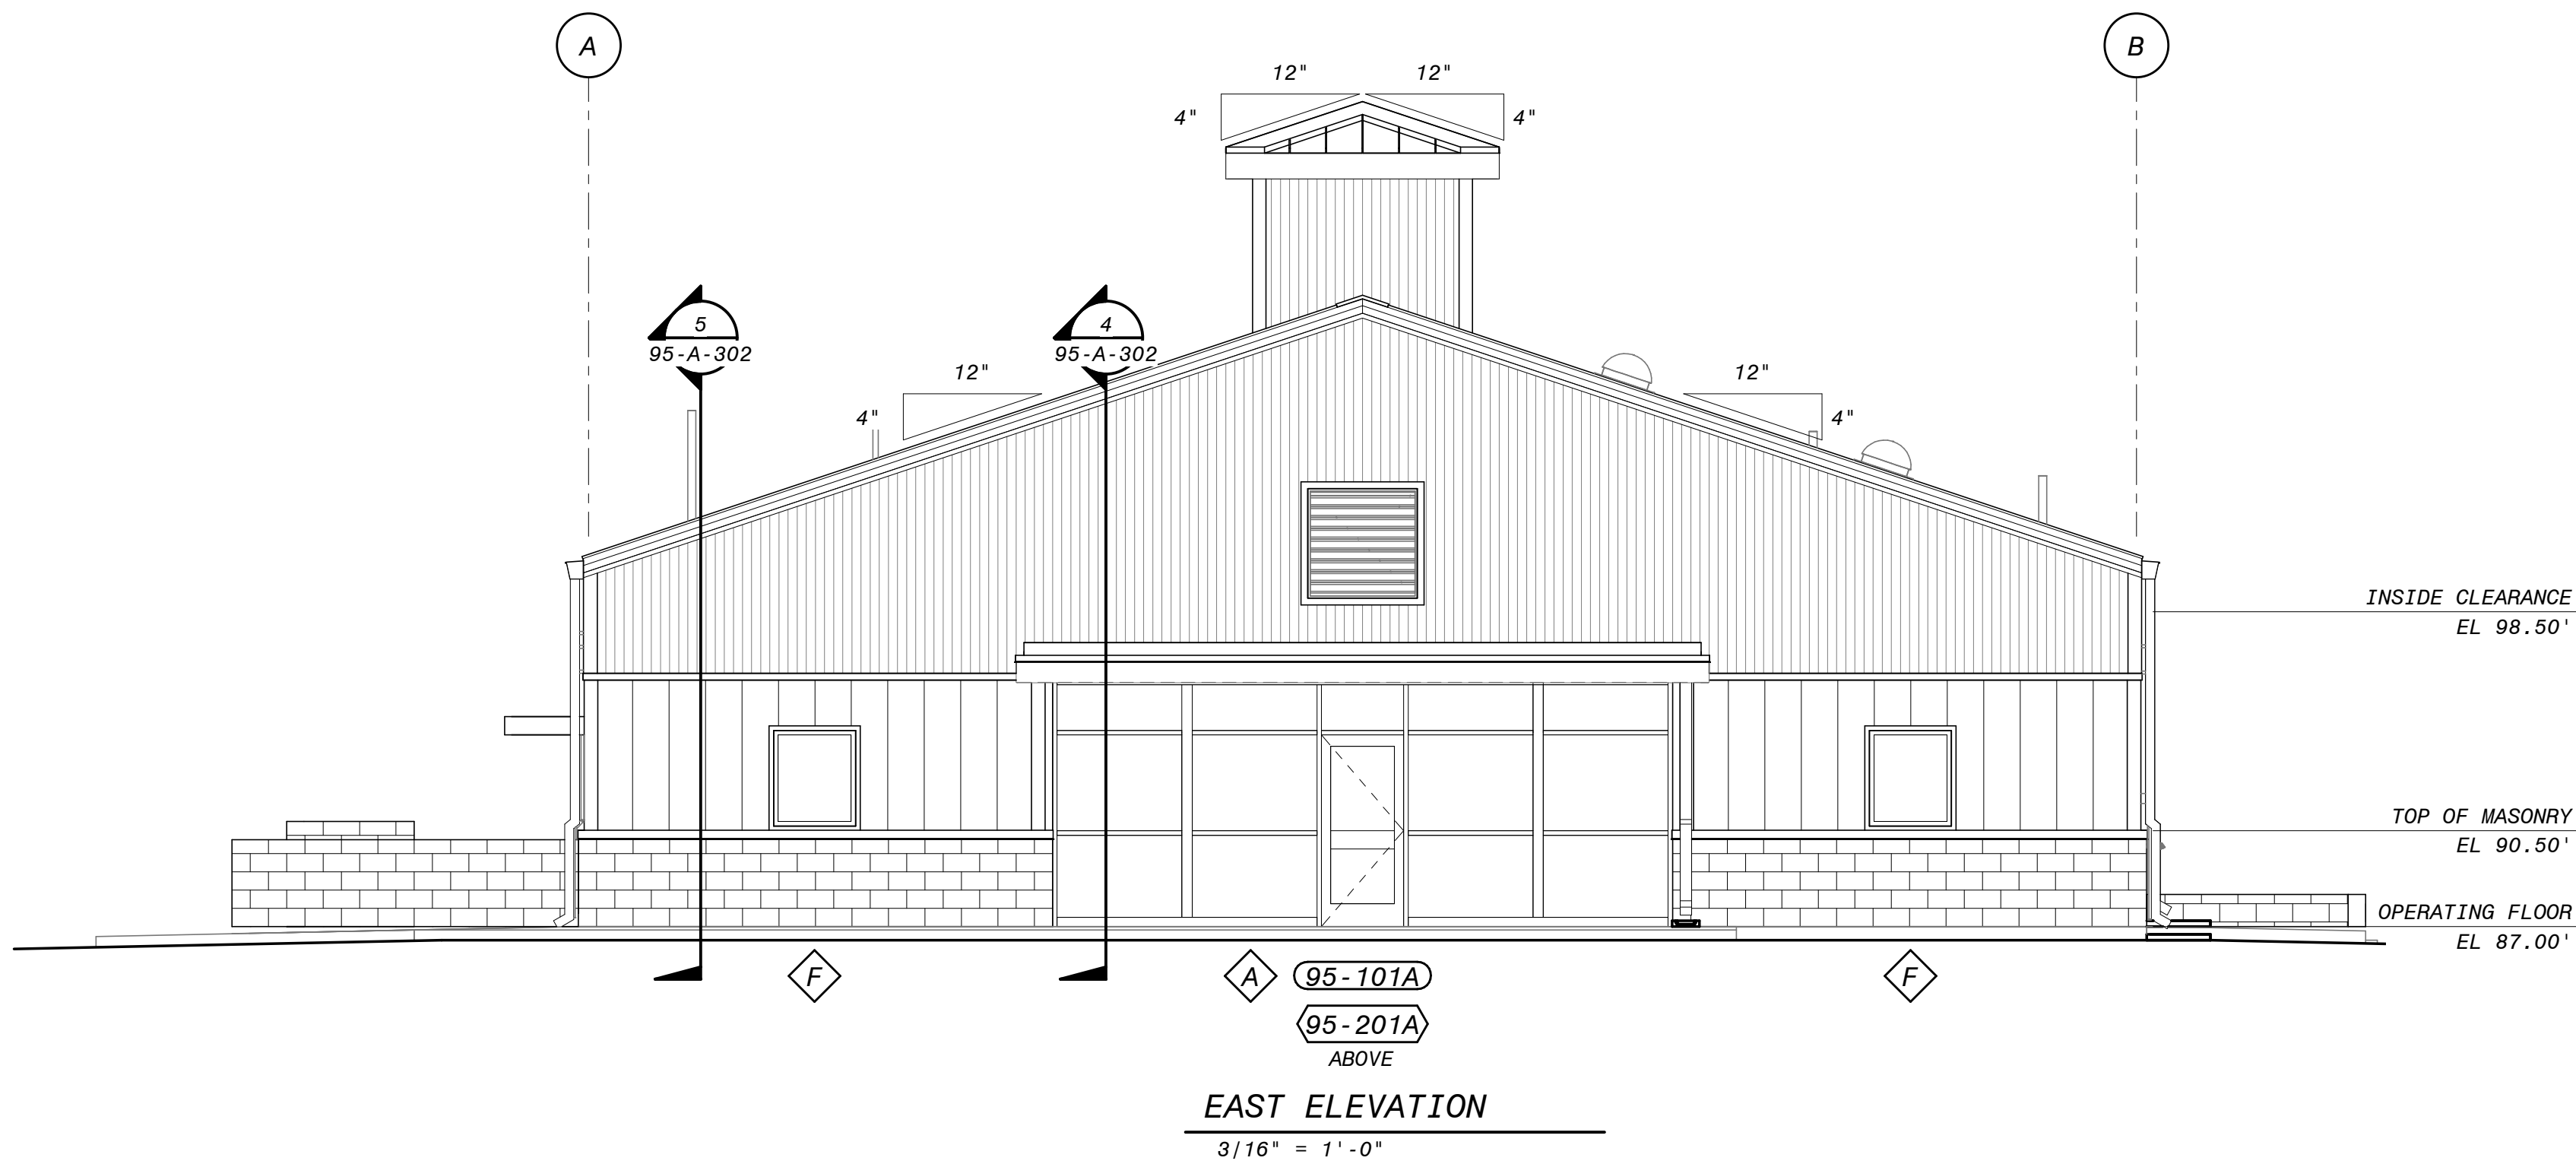 A
B
12"
12"
4"
4"
5
95-A-302
4
95-A-302
12"
4"
12"
4"
INSIDE CLEARANCE
EL 98.50'
TOP OF MASONRY
EL 90.50'
OPERATING FLOOR
EL 87.00'
F
A
95-101A
F
95-201A
ABOVE
EAST ELEVATION
3/16" = 1'-0"